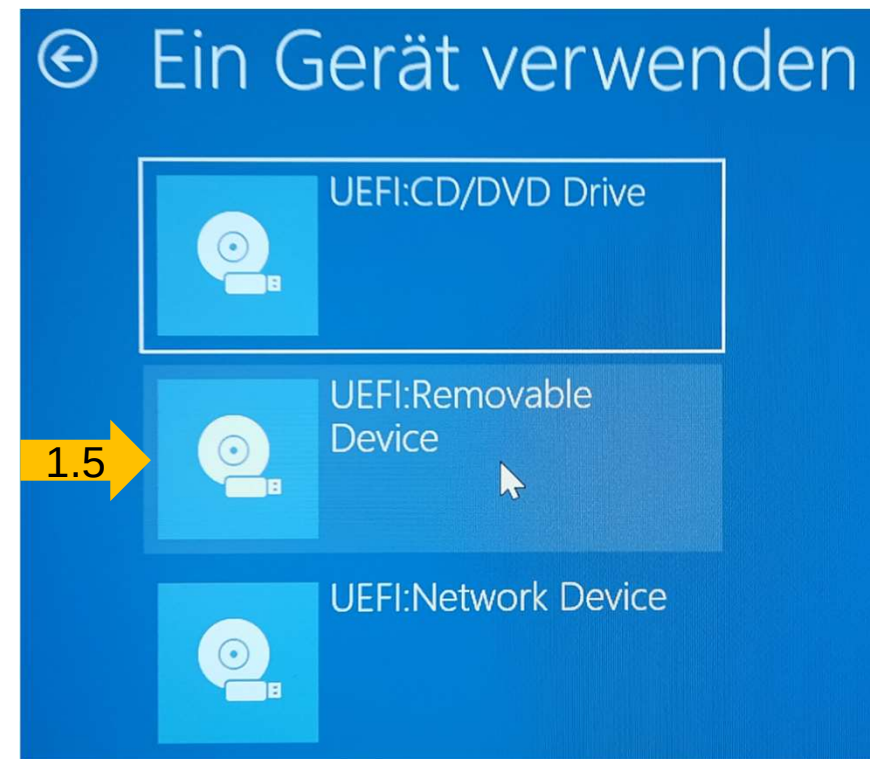 Ein Gerät verwenden
UEFI:CD/DVD Drive
UEFI:Removable
Device
1.5
UEFI:Network Device